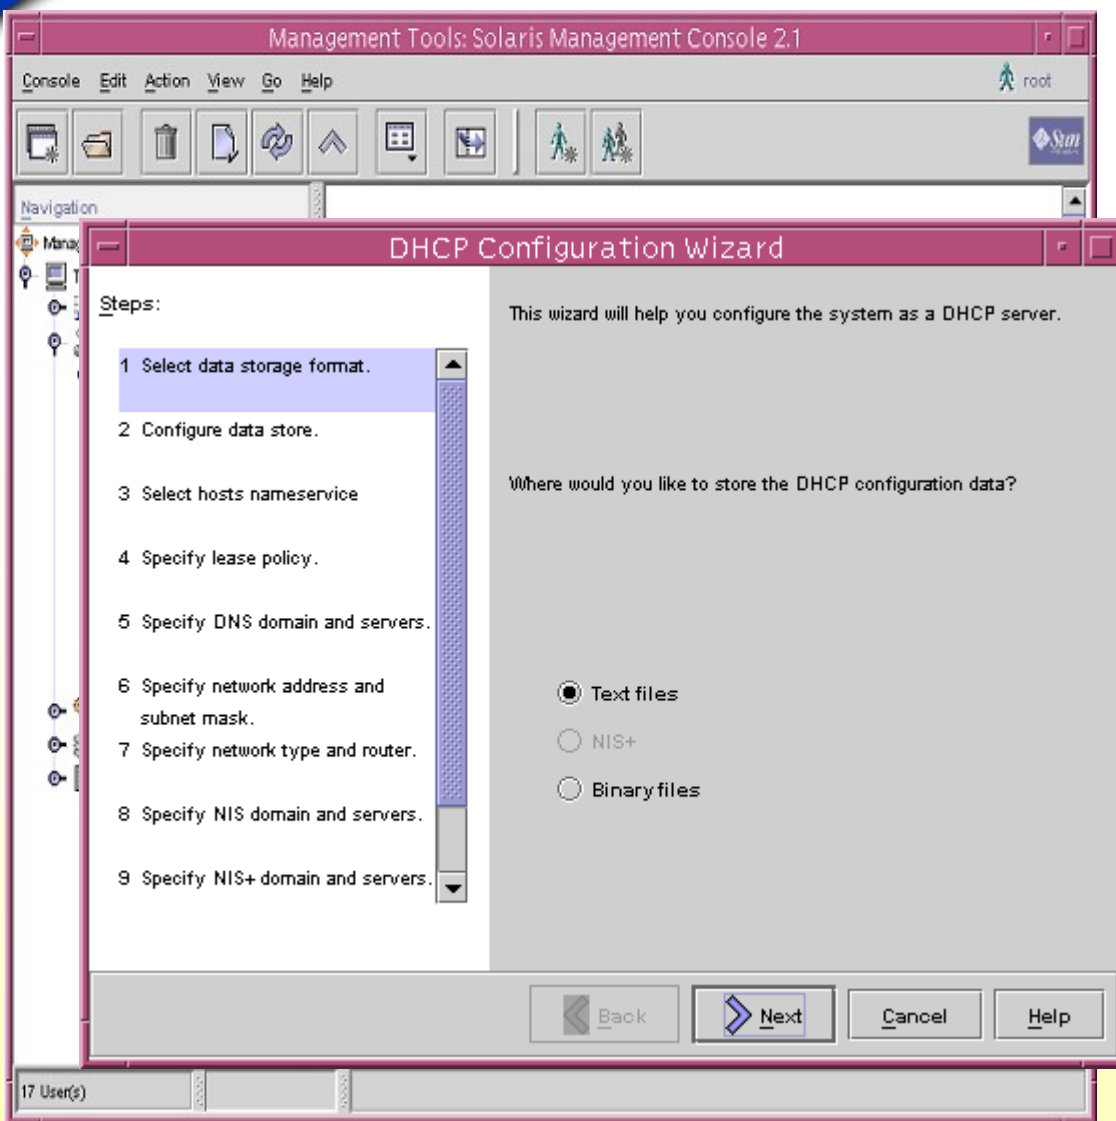 Management Tools: Solaris Management Console 2.1
Console Edit Action View Go Help
root
Sun
Navigation
DHCP Configuration Wizard
Steps:
This wizard will help you configure the system as a DHCP server.
1 Select data storage format.
2 Configure data store.
3 Select hosts nameservice
Where would you like to store the DHCP configuration data?
4 Specify lease policy.
5 Specify DNS domain and servers.
6 Specify network address and
subnet mask.
Text files
7 Specify network type and router.
NIS+
Binary files
8 Specify NIS domain and servers.
9 Specify NIS+ domain and servers.
Back Next Cancel Help
17 User(s)